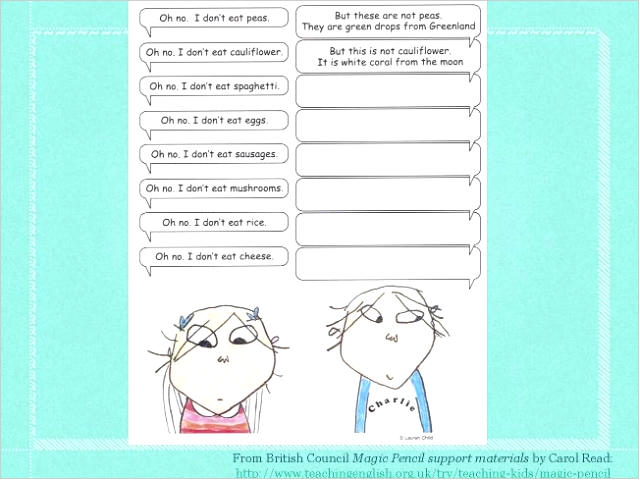 Oh no. I don't eat peas.
But these are not peas.
They are green drops from Greenland
Oh no. I don't eat cauliflower.
But this is not cauliflower.
It is white coral from the moon
Oh no. I don't eat spaghetti.
Oh no. I don't eat eggs.
Oh no. I don't eat sausages.
Oh no. I don't eat mushrooms.
Oh no. I don't eat rice.
Oh no. I don't eat cheese.
Charlie
© Lauren Child
From British Council Magic Pencil support materials by Carol Read:
http://www.teachingenglish.org.uk/try/teaching-kids/magic-pencil